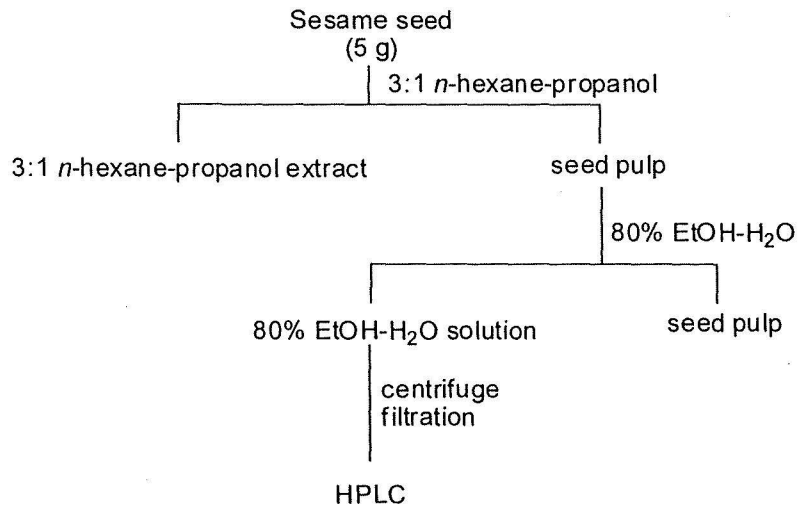 Sesame seed
(5 g)
3:1 n-hexane-propanol
3:1 n-hexane-propanol extract
seed pulp
80% EtOH-H₂O
80% EtOH-H₂O solution
seed pulp
centrifuge
filtration
HPLC